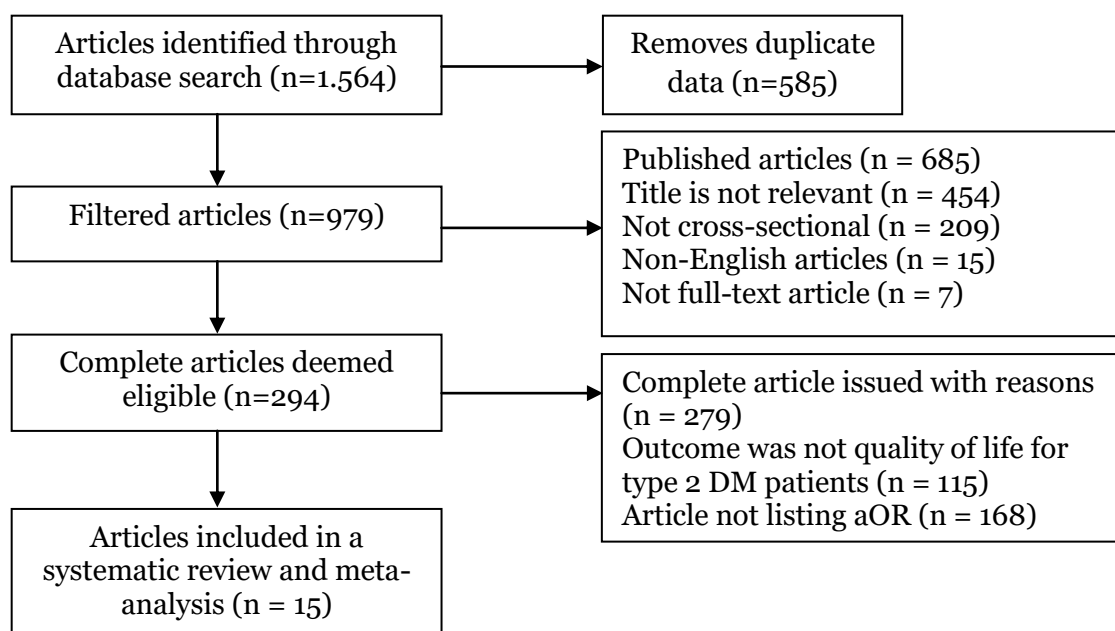 Articles identified through
database search (n=1.564)
Removes duplicate
data (n=585)
Filtered articles (n=979)
Published articles (n = 685)
Title is not relevant (n = 454)
Not cross-sectional (n = 209)
Non-English articles (n = 15)
Not full-text article (n = 7)
Complete articles deemed
eligible (n=294)
Complete article issued with reasons
(n = 279)
Outcome was not quality of life for
type 2 DM patients (n = 115)
Article not listing aOR (n = 168)
Articles included in a
systematic review and meta-
analysis (n = 15)